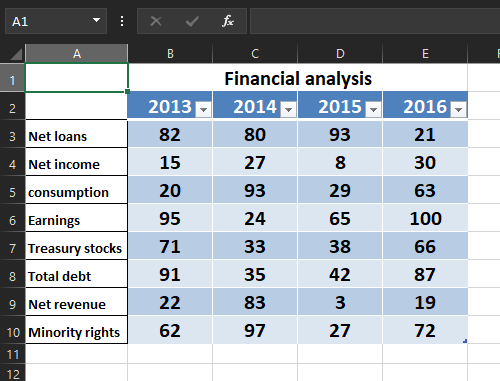 A1 fx
A B C D E
1 Financial analysis
2 2013 2014 2015 2016
3 Net loans 82 80 93 21
4 Net income 15 27 8 30
5 consumption 20 93 29 63
6 Earnings 95 24 65 100
7 Treasury stocks 71 33 38 66
8 Total debt 91 35 42 87
9 Net revenue 22 83 3 19
10 Minority rights 62 97 27 72
11
12